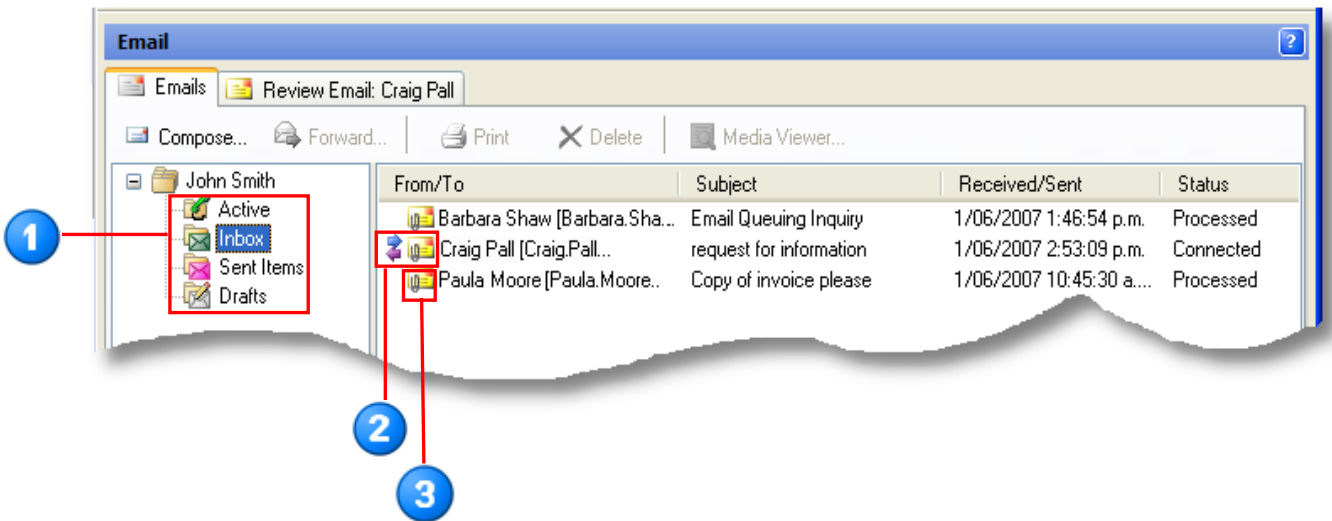 Email ?
Emails Review Email: Craig Pall
Compose... Forward... Print Delete Media Viewer...
John Smith From/To Subject Received/Sent Status
Active Barbara Shaw [Barbara.Sha... Email Queuing Inquiry 1/06/2007 1:46:54 p.m. Processed
1 Inbox Craig Pall [Craig.Pall... request for information 1/06/2007 2:53:09 p.m. Connected
Sent Items Paula Moore [Paula.Moore.. Copy of invoice please 1/06/2007 10:45:30 a.... Processed
Drafts
2
3